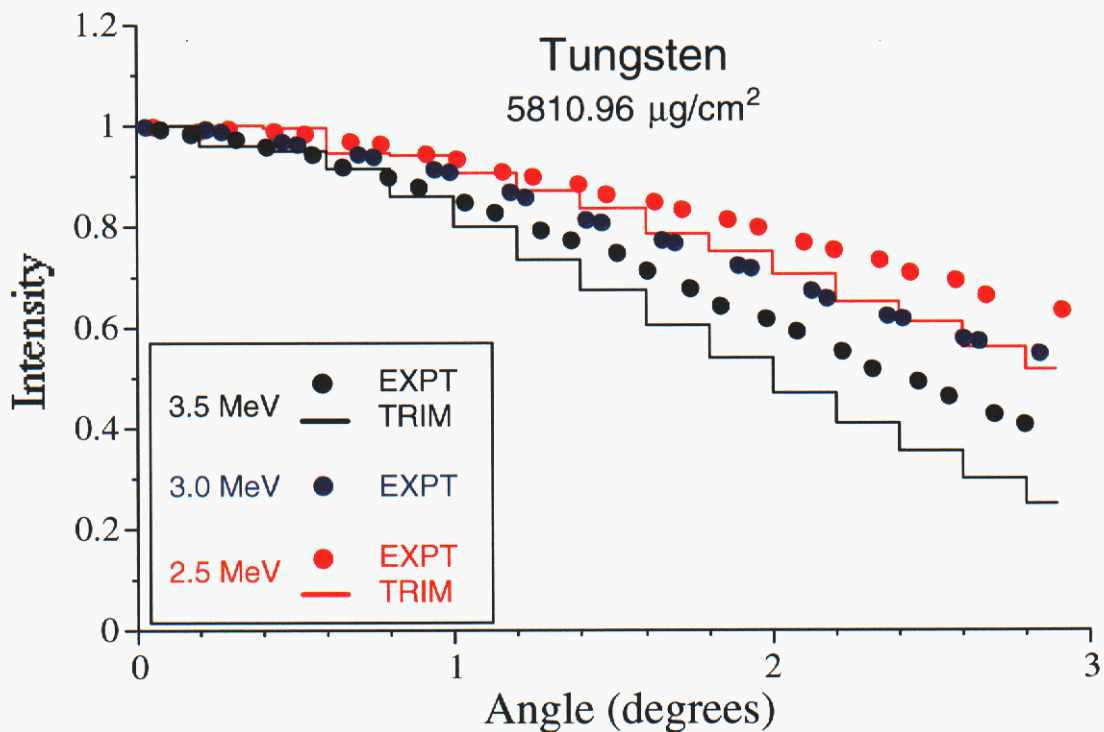 Tungsten
5810.96 µg/cm²
Intensity
1.2
1
0.8
0.6
0.4
0.2
0
3.5 MeV
EXPT
TRIM
3.0 MeV
EXPT
2.5 MeV
EXPT
TRIM
0
1
2
3
Angle (degrees)